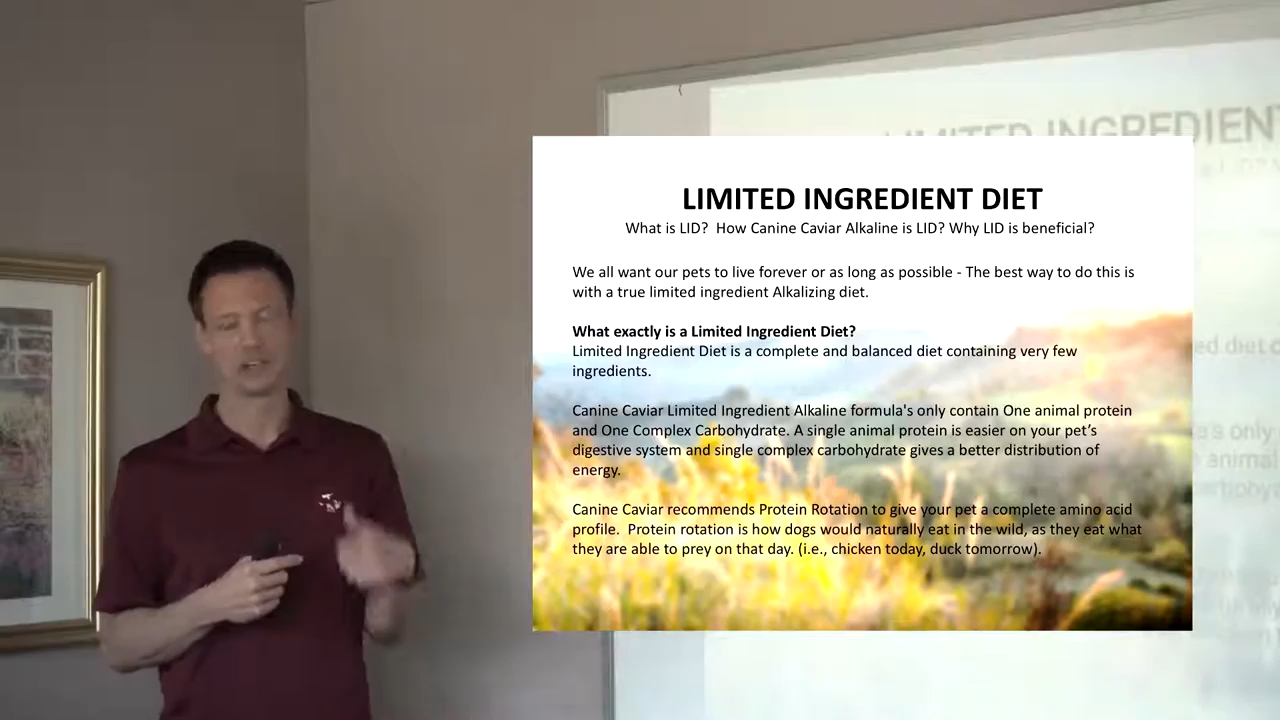 LIMITED INGREDIENT
LIMITED INGREDIENT DIET
What is LID?  How Canine Caviar Alkaline is LID? Why LID is beneficial?
We all want our pets to live forever or as long as possible - The best way to do this is
with a true limited ingredient Alkalizing diet.
What exactly is a Limited Ingredient Diet?
Limited Ingredient Diet is a complete and balanced diet containing very few
ingredients.
Canine Caviar Limited Ingredient Alkaline formula's only contain One animal protein
and One Complex Carbohydrate. A single animal protein is easier on your pet's
digestive system and single complex carbohydrate gives a better distribution of
energy.
Canine Caviar recommends Protein Rotation to give your pet a complete amino acid
profile.  Protein rotation is how dogs would naturally eat in the wild, as they eat what
they are able to prey on that day. (i.e., chicken today, duck tomorrow).
ed diet
only
animal